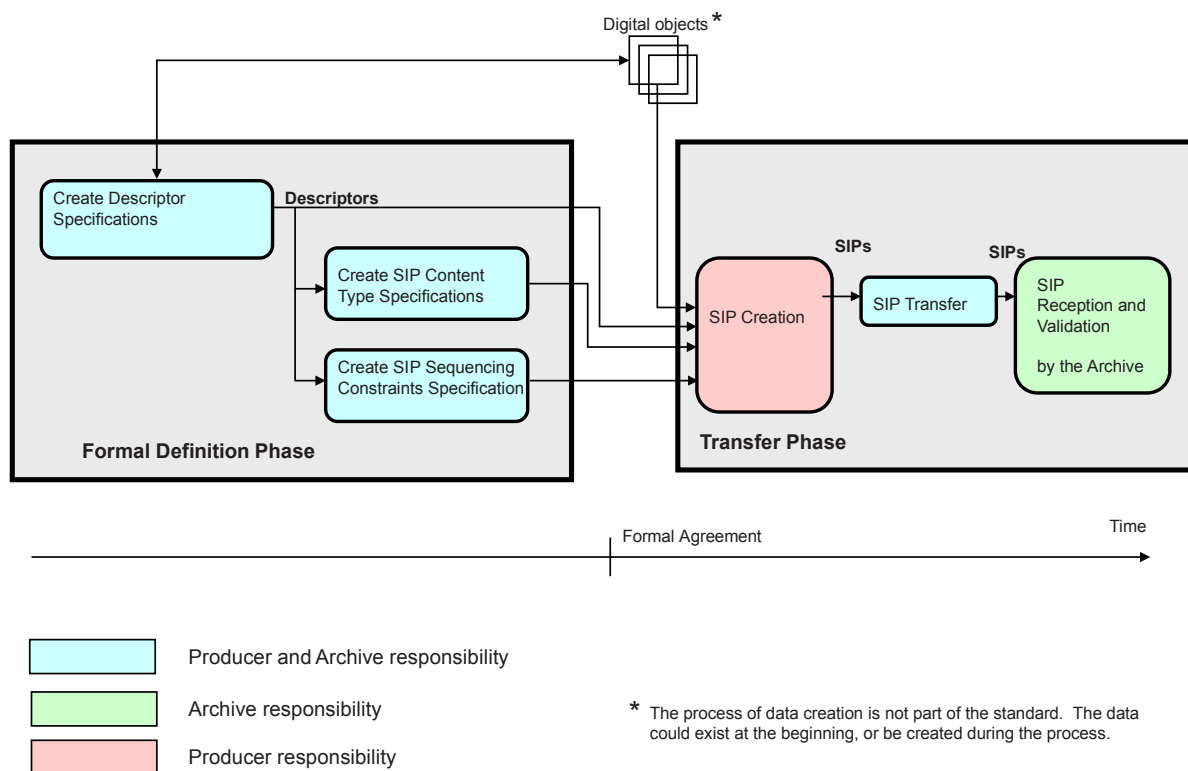 Digital objects *
Create Descriptor
Specifications
Descriptors
Create SIP Content
Type Specifications
Create SIP Sequencing
Constraints Specification
Formal Definition Phase
SIP Creation
SIPs
SIP Transfer
SIPs
SIP
Reception and
Validation
by the Archive
Transfer Phase
Formal Agreement
Time
Producer and Archive responsibility
Archive responsibility
Producer responsibility
* The process of data creation is not part of the standard. The data
could exist at the beginning, or be created during the process.